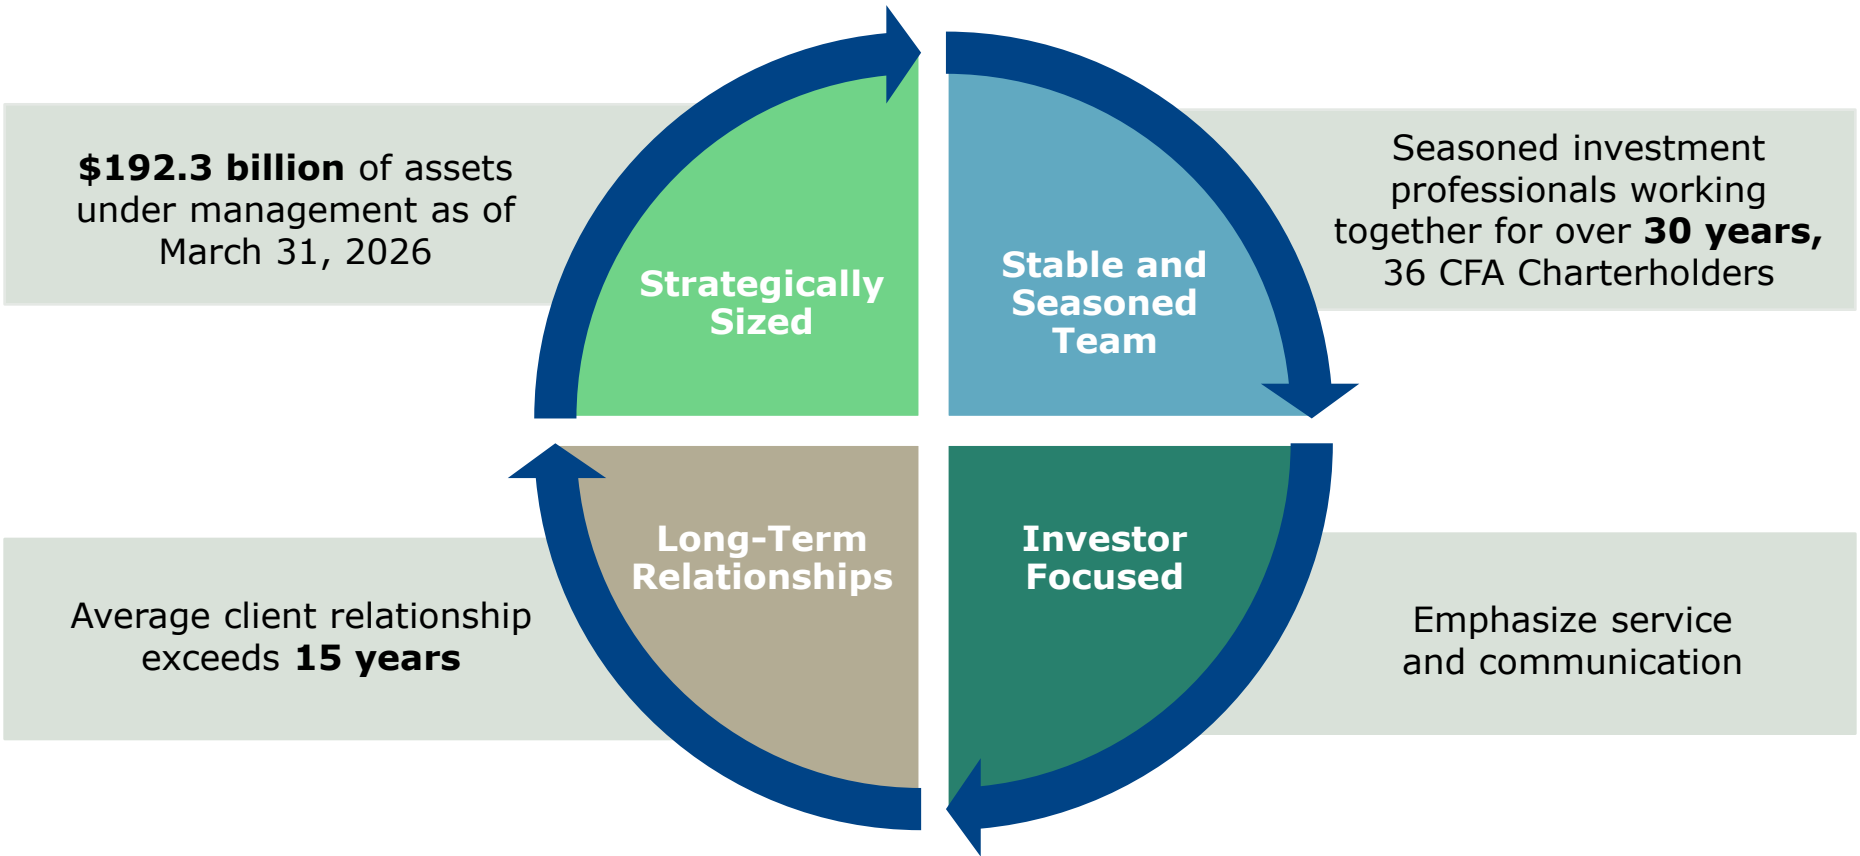 $192.3 billion of assets
under management as of
March 31, 2026
Strategically
Sized
Stable and
Seasoned
Team
Seasoned investment
professionals working
together for over 30 years,
36 CFA Charterholders
Average client relationship
exceeds 15 years
Long-Term
Relationships
Investor
Focused
Emphasize service
and communication